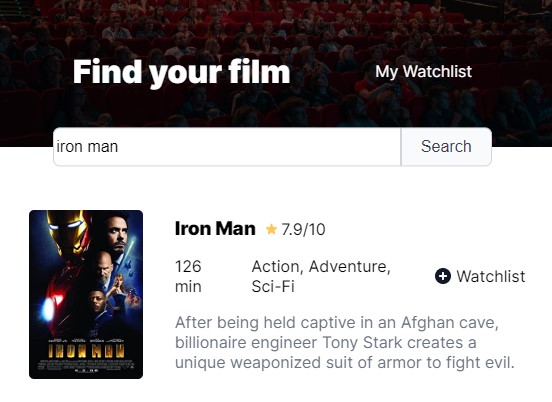 Find your film
My Watchlist
iron man
Search
Iron Man
7.9/10
126
min
Action, Adventure,
Sci-Fi
Watchlist
After being held captive in an Afghan cave,
billionaire engineer Tony Stark creates a
unique weaponized suit of armor to fight evil.
IRON MAN